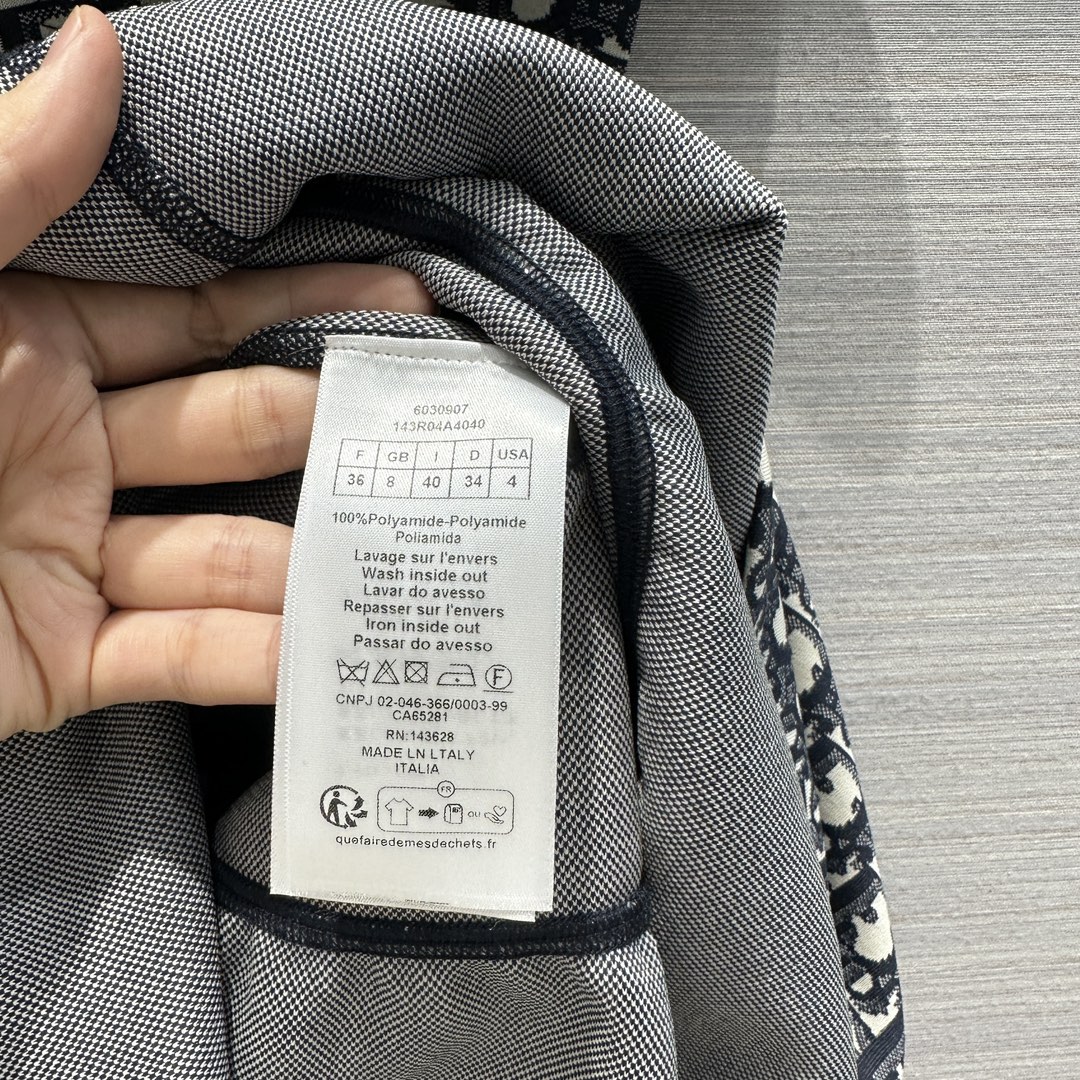 6030907
143R04A4040
F GB I D USA
36 8 40 34 4
100%Polyamide-Polyamide
Poliamida
Lavage sur l'envers
Wash inside out
Lavar do avesso
Repasser sur l'envers
Iron inside out
Passar do avesso
F
CNPJ 02-046-366/0003-99
CA65281
RN:143628
MADE LN LTALY
ITALIA
FR
OU
quefairedemesdechets.fr